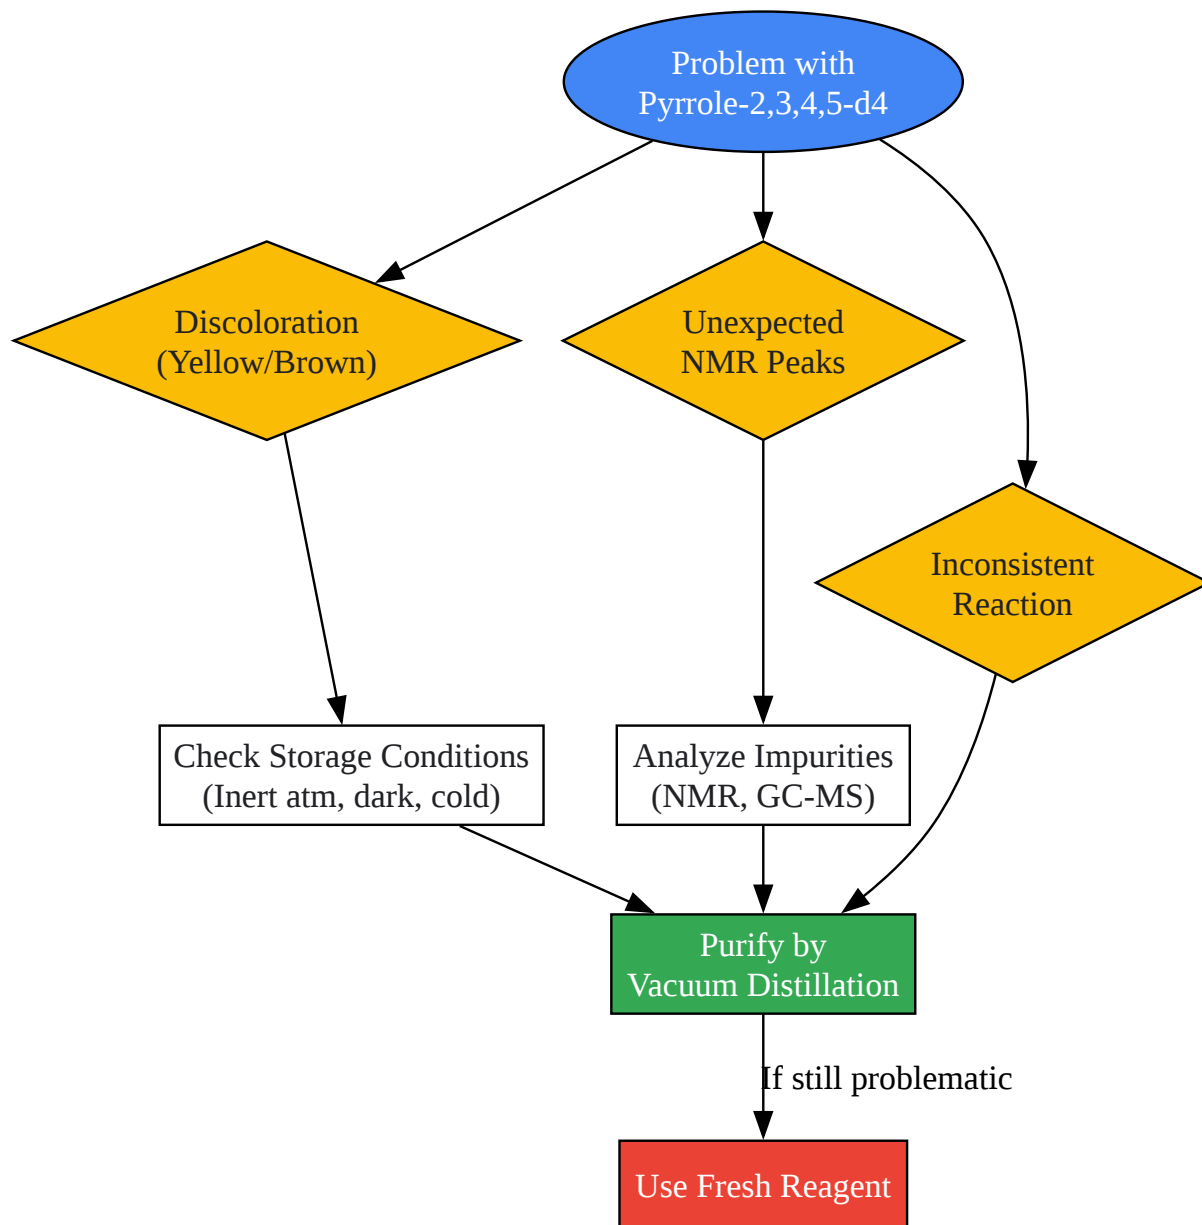 Problem with
Pyrrole-2,3,4,5-d4
Discoloration
(Yellow/Brown)
Unexpected
NMR Peaks
Inconsistent
Reaction
Check Storage Conditions
(Inert atm, dark, cold)
Analyze Impurities
(NMR, GC-MS)
Purify by
Vacuum Distillation
If still problematic
Use Fresh Reagent